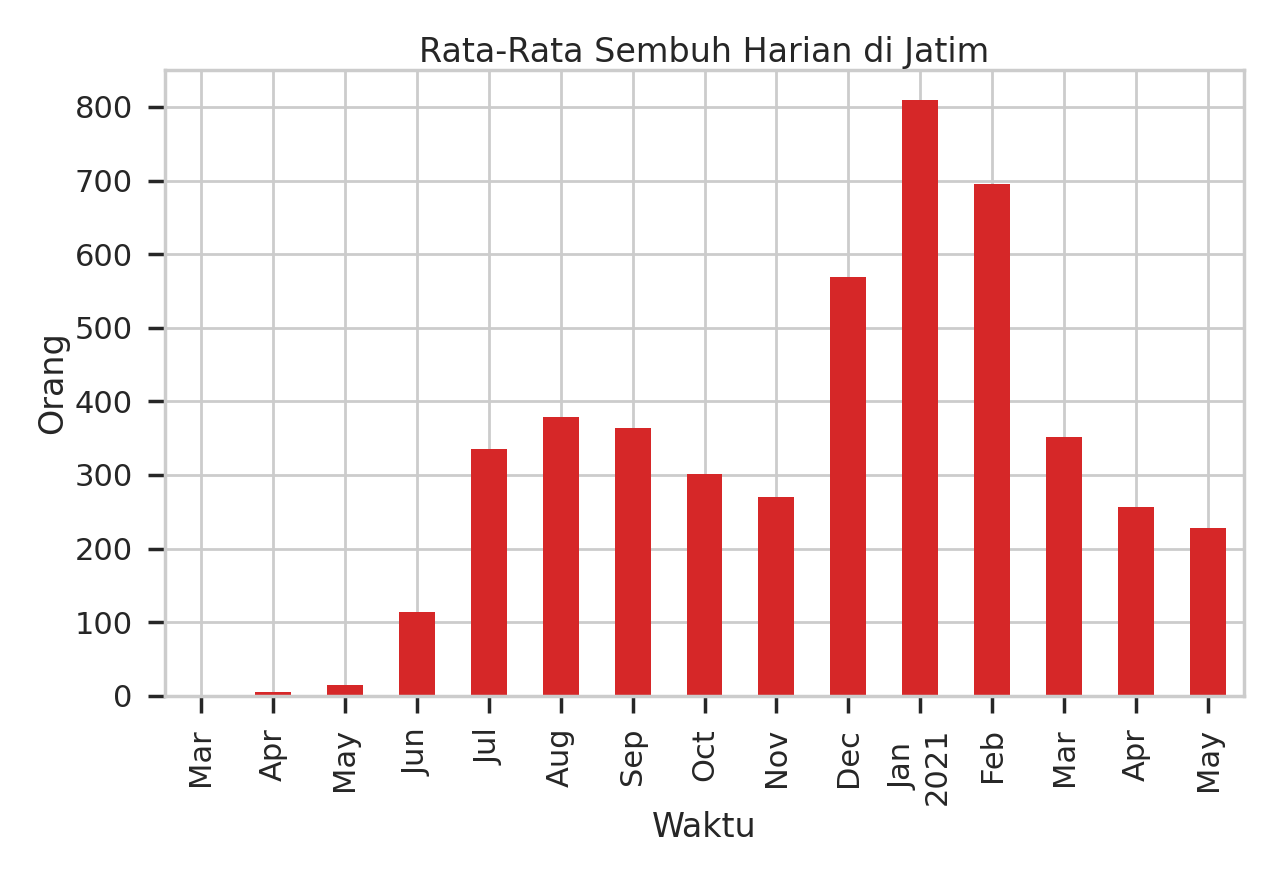 Rata-Rata Sembuh Harian di Jatim
800
700
600
500
400
300
200
100
0
Orang
Mar
Apr
May
Jun
Jul
Aug
Sep
Oct
Nov
Dec
Jan
2021
Feb
Mar
Apr
May
Waktu